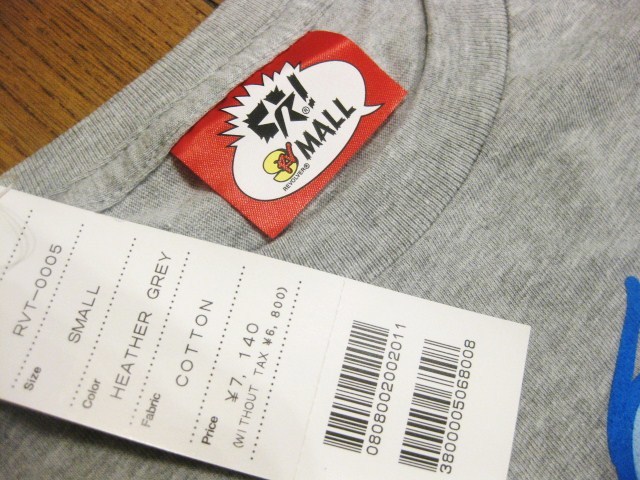 MALL
REVOLVER®
RVT-0005
Size
SMALL
Color
HEATHER GREY
Fabric
COTTON
Price
¥7,140
(WITHOUT TAX ¥6,800)
0808002002011
3800005068008